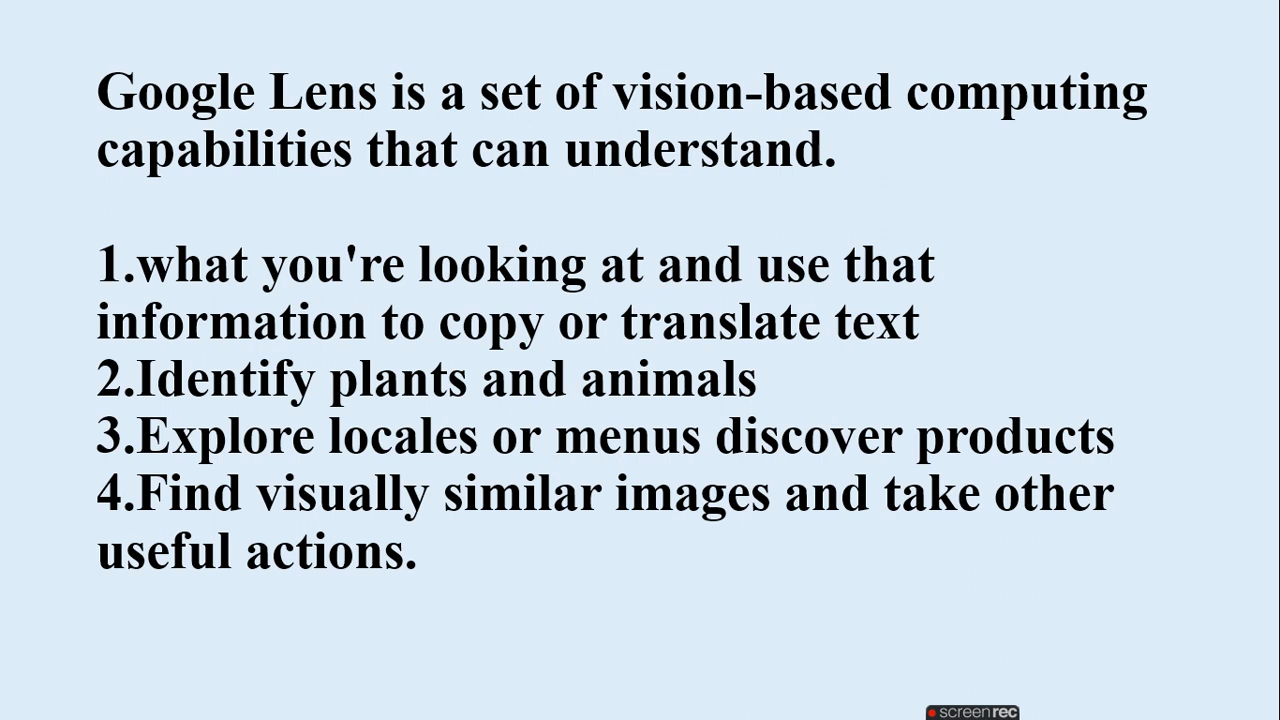 Google Lens is a set of vision-based computing
capabilities that can understand.
1.what you're looking at and use that
information to copy or translate text
2.Identify plants and animals
3.Explore locales or menus discover products
4.Find visually similar images and take other
useful actions.
screenrec